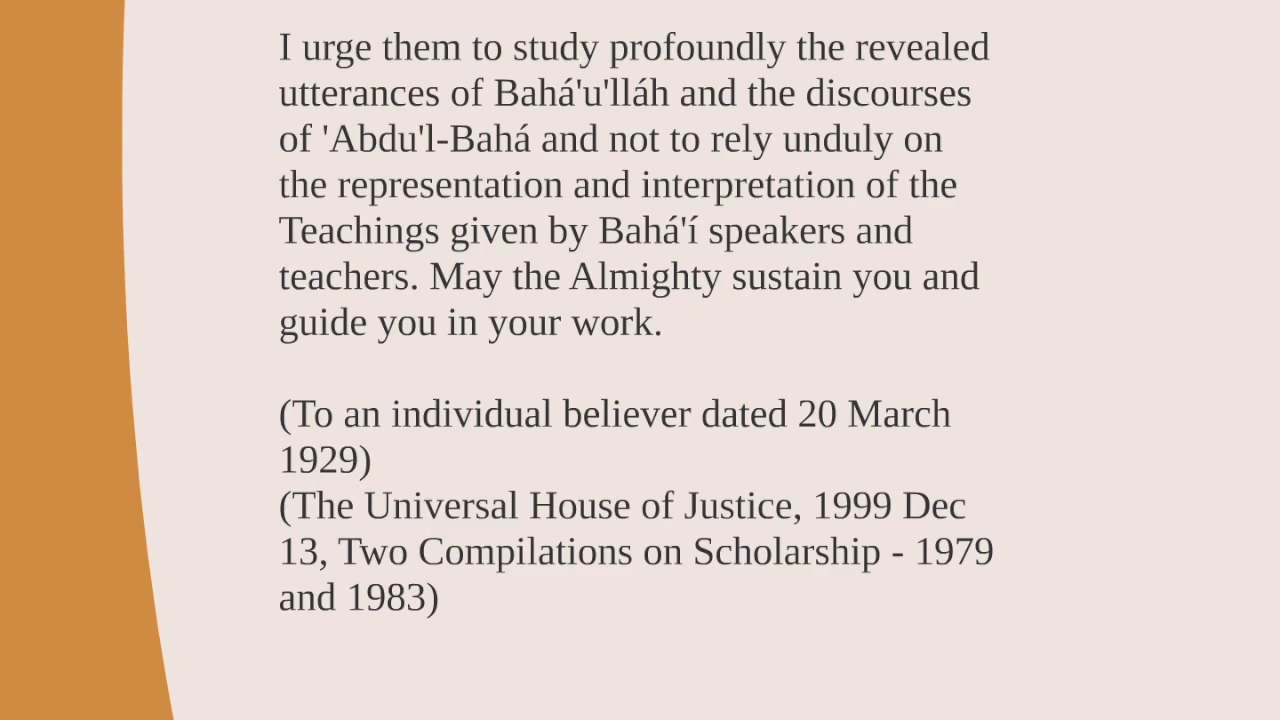 I urge them to study profoundly the revealed
utterances of Bahá'u'lláh and the discourses
of 'Abdu'l-Bahá and not to rely unduly on
the representation and interpretation of the
Teachings given by Bahá'í speakers and
teachers. May the Almighty sustain you and
guide you in your work.
(To an individual believer dated 20 March
1929)
(The Universal House of Justice, 1999 Dec
13, Two Compilations on Scholarship - 1979
and 1983)